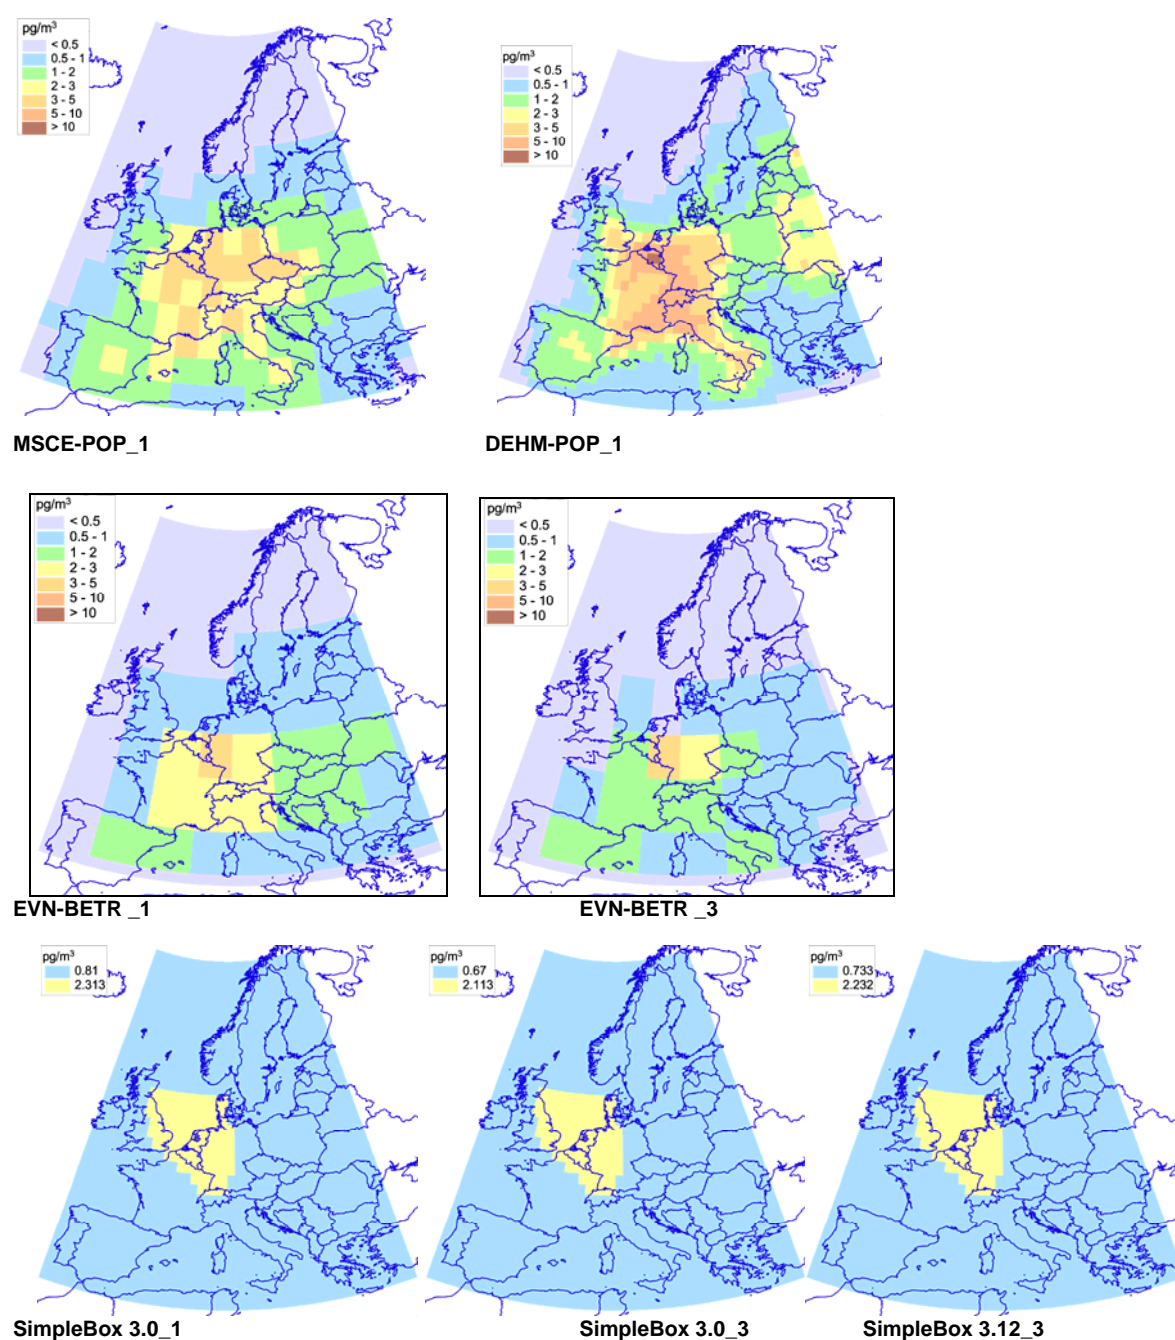 pg/m³
< 0.5
0.5 - 1
1 - 2
2 - 3
3 - 5
5 - 10
> 10
pg/m³
< 0.5
0.5 - 1
1 - 2
2 - 3
3 - 5
5 - 10
> 10
MSCE-POP_1
DEHM-POP_1
pg/m³
< 0.5
0.5 - 1
1 - 2
2 - 3
3 - 5
5 - 10
> 10
pg/m³
< 0.5
0.5 - 1
1 - 2
2 - 3
3 - 5
5 - 10
> 10
EVN-BETR _1
EVN-BETR _3
pg/m³
0.81
2.313
pg/m³
0.67
2.113
pg/m³
0.733
2.232
SimpleBox 3.0_1
SimpleBox 3.0_3
SimpleBox 3.12_3